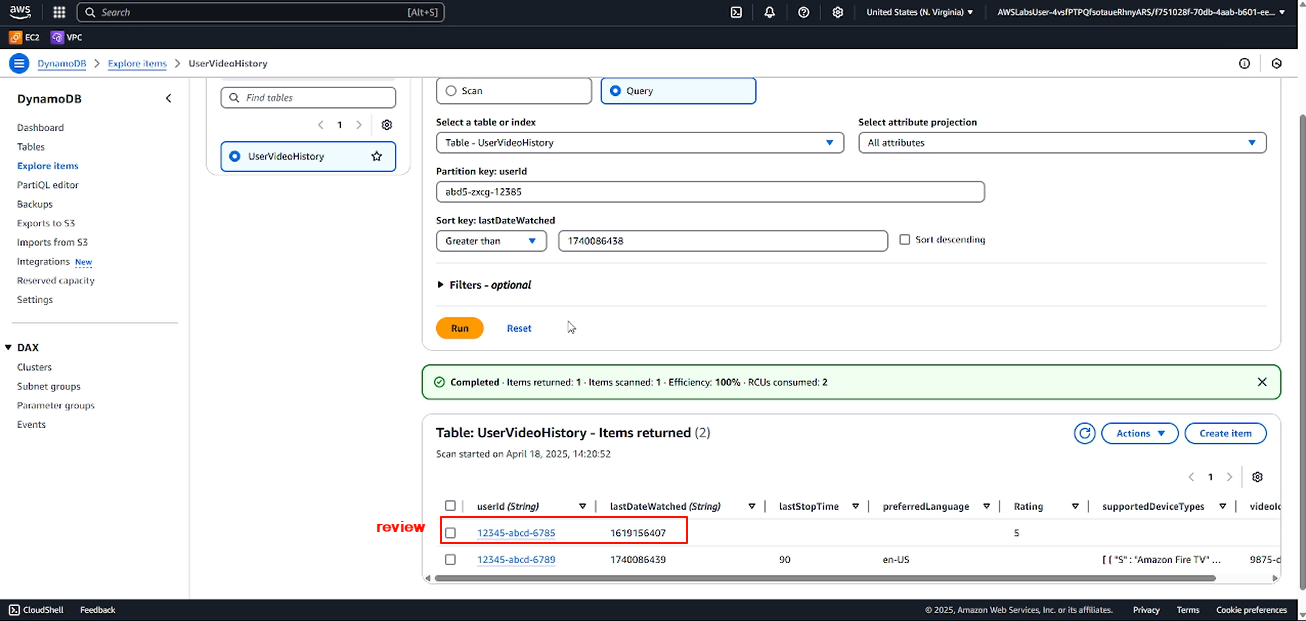 aws
Search [Alt+S]
United States (N. Virginia)
AWSLabsUser-4vsfPTPQfsotaueRhnyARS/f751028f-70db-4aab-b601-ee...
EC2 VPC
DynamoDB > Explore items > UserVideoHistory
DynamoDB
Dashboard
Tables
Explore items
PartiQL editor
Backups
Exports to S3
Imports from S3
Integrations New
Reserved capacity
Settings
DAX
Clusters
Subnet groups
Parameter groups
Events
Find tables
1
UserVideoHistory
Scan
Query
Select a table or index
Table - UserVideoHistory
Select attribute projection
All attributes
Partition key: userId
abd5-zxcg-12385
Sort key: lastDateWatched
Greater than 1740086438 Sort descending
Filters - optional
Run Reset
Completed · Items returned: 1 · Items scanned: 1 · Efficiency: 100% · RCUs consumed: 2
Table: UserVideoHistory - Items returned (2)
Actions Create item
Scan started on April 18, 2025, 14:20:52
1
userId (String) lastDateWatched (String) lastStopTime preferredLanguage Rating supportedDeviceTypes
review 12345-abcd-6785 1619156407 5
12345-abcd-6789 1740086439 90 en-US [ { "S" : "Amazon Fire TV" ...
CloudShell Feedback © 2025, Amazon Web Services, Inc. or its affiliates. Privacy Terms Cookie preferences